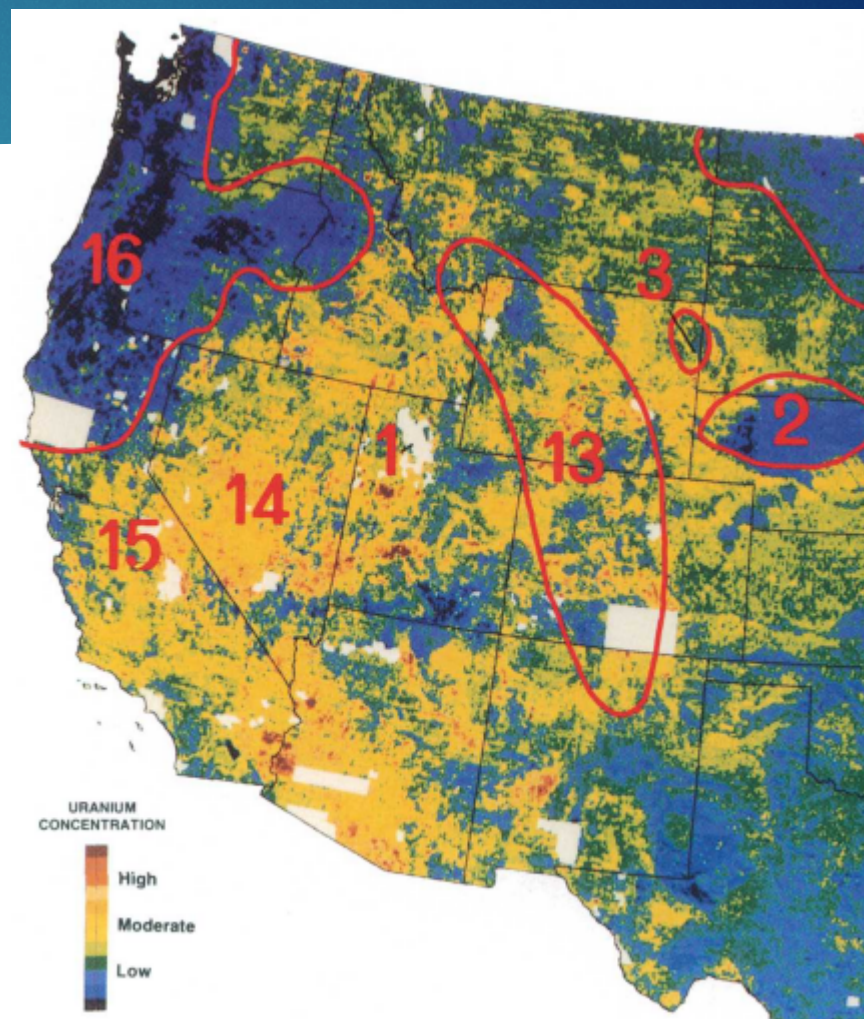 16
3
2
1
13
14
15
URANIUM
CONCENTRATION
High
Moderate
Low